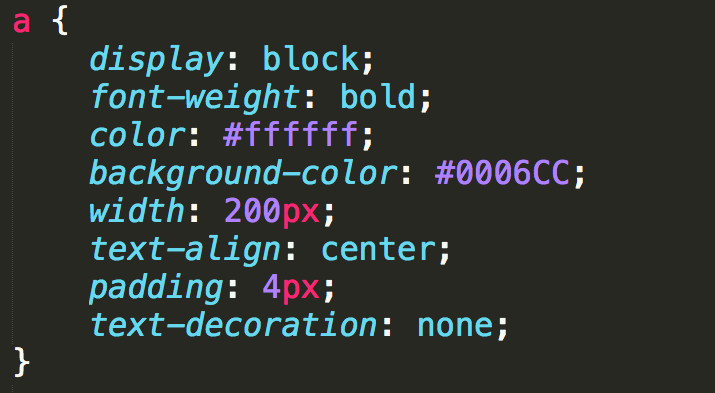 a {
display: block;
font-weight: bold;
color: #ffffff;
background-color: #0006CC;
width: 200px;
text-align: center;
padding: 4px;
text-decoration: none;
}